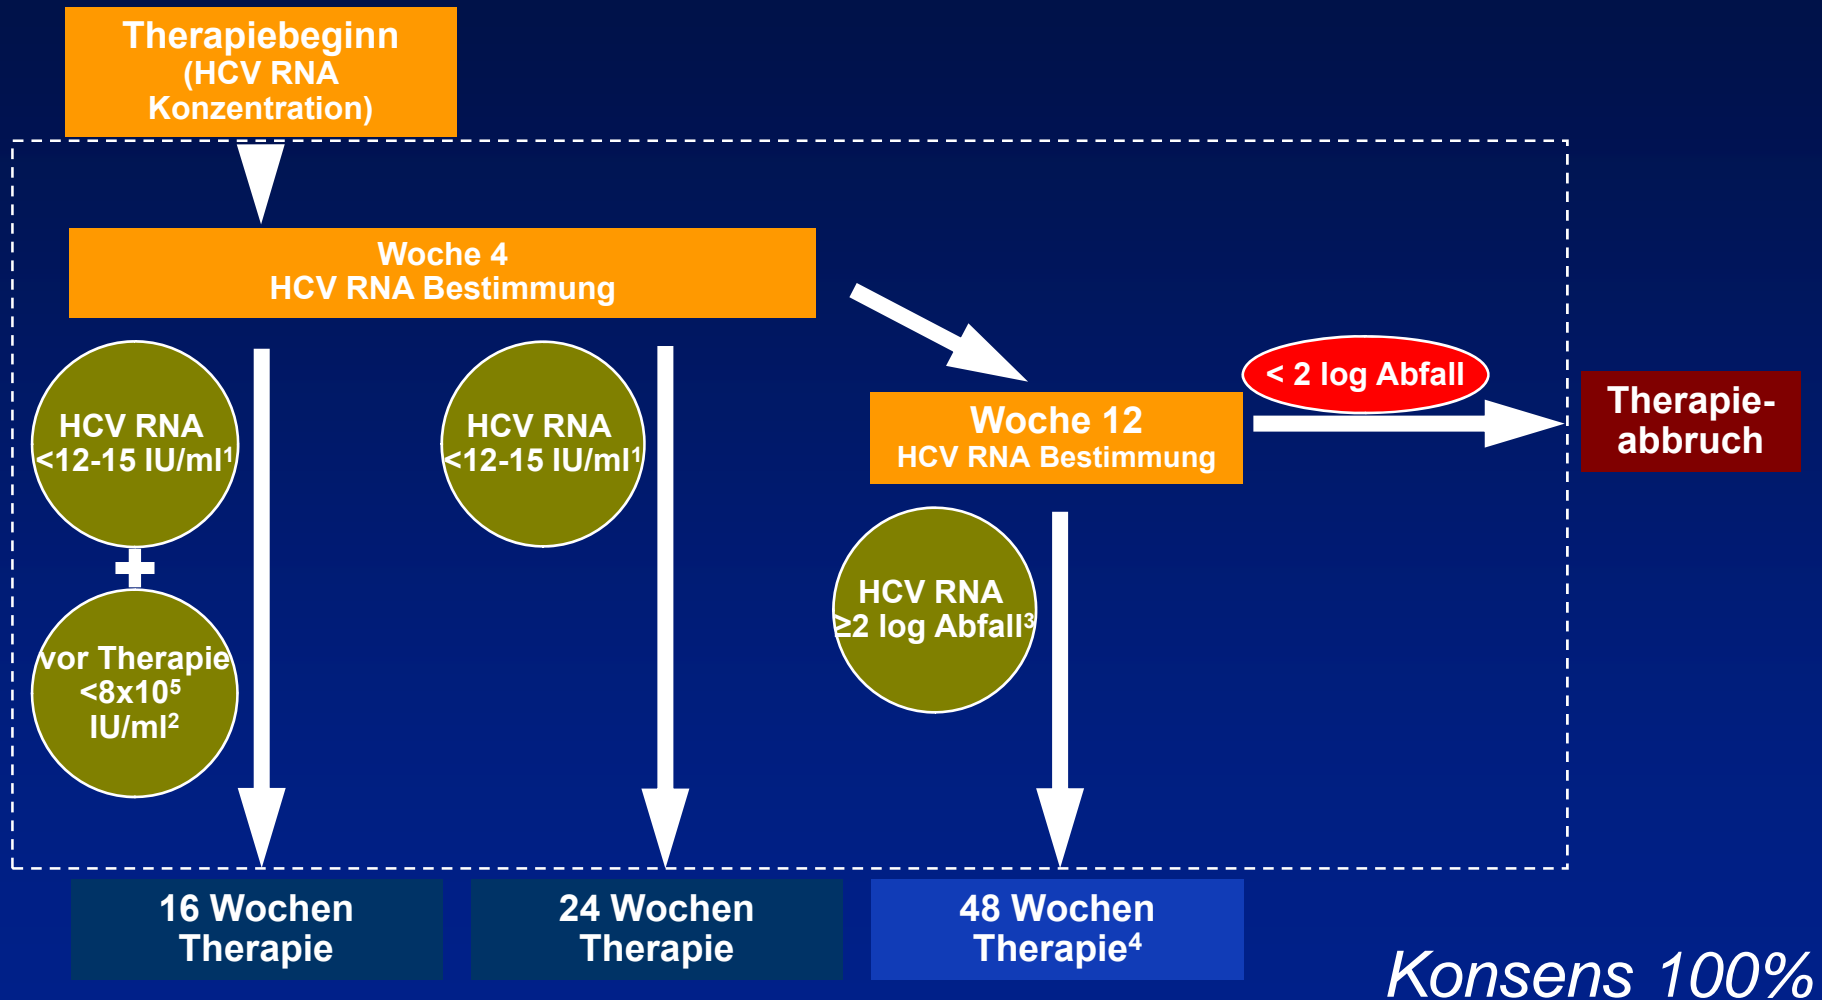 Therapiebeginn
(HCV RNA
Konzentration)
Woche 4
HCV RNA Bestimmung
HCV RNA
<12-15 IU/ml¹
HCV RNA
<12-15 IU/ml¹
< 2 log Abfall
Therapie-
abbruch
Woche 12
HCV RNA Bestimmung
vor Therapie
<8x10⁵
IU/ml²
HCV RNA
≥2 log Abfall³
16 Wochen
Therapie
24 Wochen
Therapie
48 Wochen
Therapie⁴
Konsens 100%